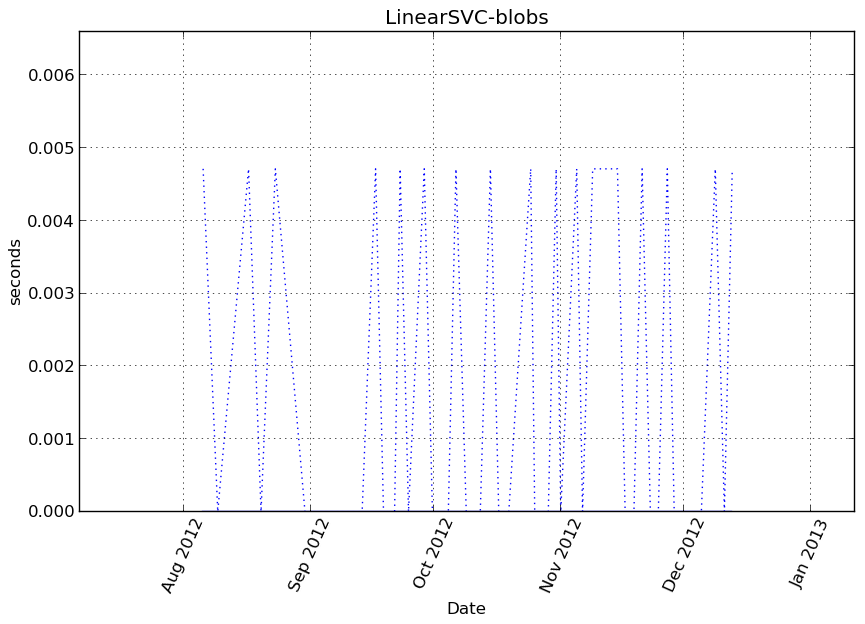 LinearSVC-blobs
0.006
0.005
0.004
0.003
0.002
0.001
0.000
seconds
Aug 2012
Sep 2012
Oct 2012
Nov 2012
Dec 2012
Jan 2013
Date